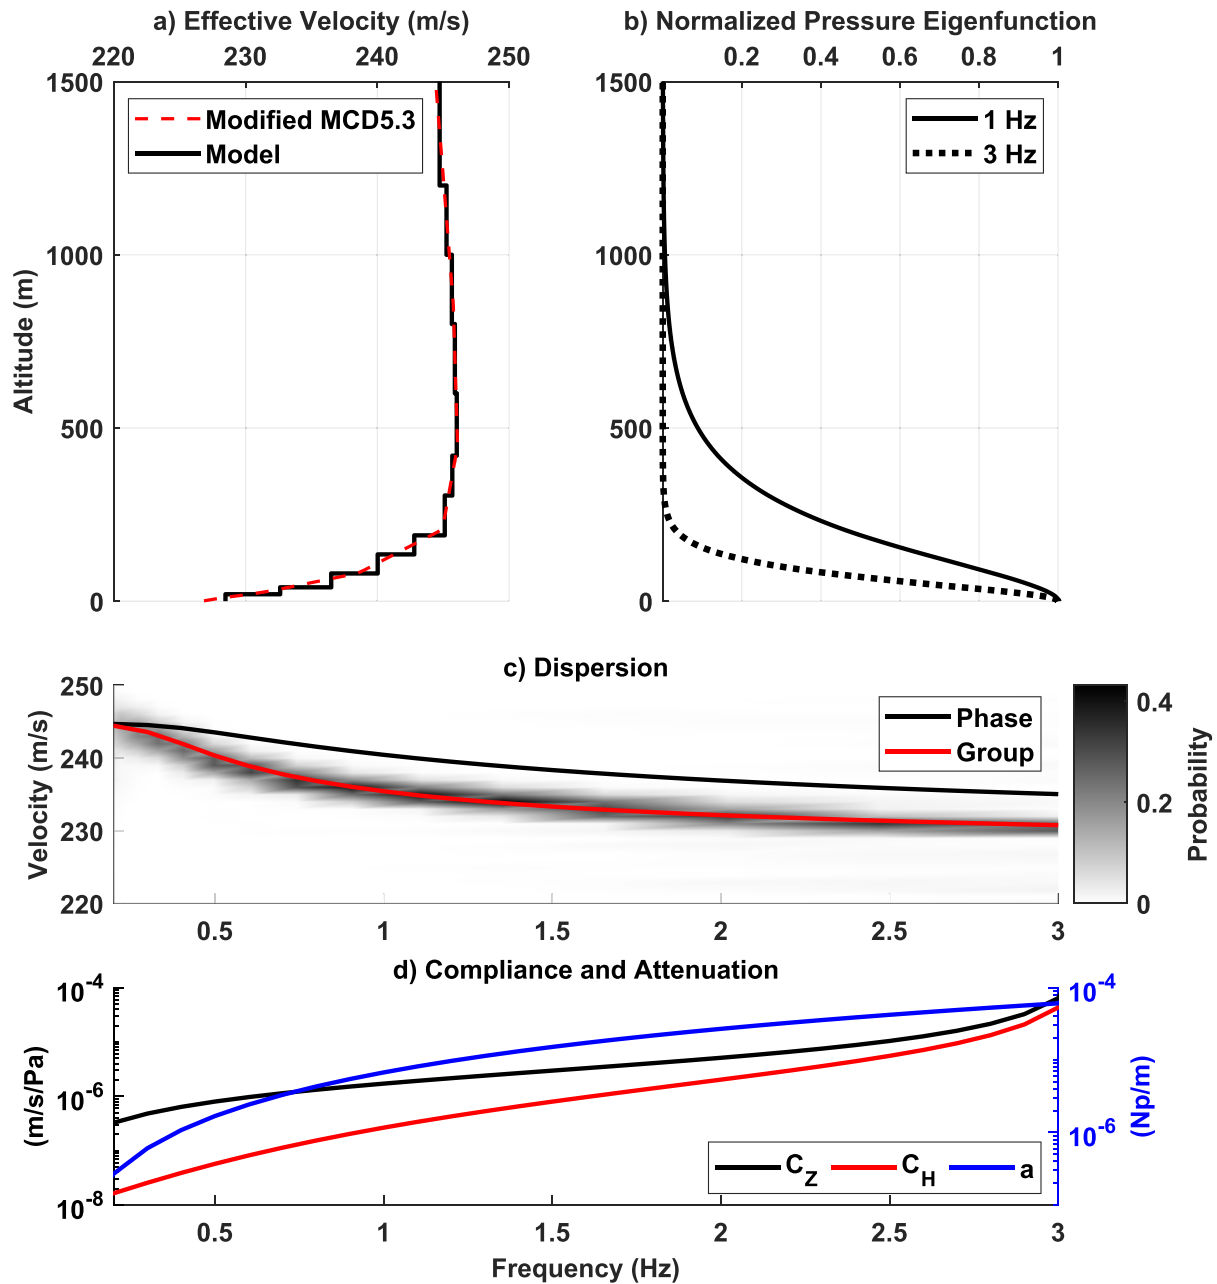 a) Effective Velocity (m/s)
220 230 240 250
1500
1000
500
0
Altitude (m)
Modified MCD5.3
Model
b) Normalized Pressure Eigenfunction
0.2 0.4 0.6 0.8 1
1500
1000
500
0
1 Hz
3 Hz
c) Dispersion
250
240
230
220
Velocity (m/s)
0.5 1 1.5 2 2.5 3
Phase
Group
0.4
0.2
0
Probability
d) Compliance and Attenuation
10-4
10-6
10-8
(m/s/Pa)
10-4
10-6
(Np/m)
CZ CH a
0.5 1 1.5 2 2.5 3
Frequency (Hz)